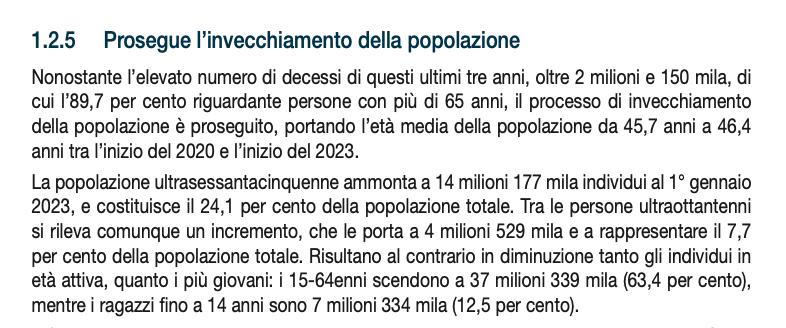 1.2.5 Prosegue l'invecchiamento della popolazione
Nonostante l'elevato numero di decessi di questi ultimi tre anni, oltre 2 milioni e 150 mila, di
cui l'89,7 per cento riguardante persone con più di 65 anni, il processo di invecchiamento
della popolazione è proseguito, portando l'età media della popolazione da 45,7 anni a 46,4
anni tra l'inizio del 2020 e l'inizio del 2023.
La popolazione ultrasessantacinquenne ammonta a 14 milioni 177 mila individui al 1° gennaio
2023, e costituisce il 24,1 per cento della popolazione totale. Tra le persone ultraottantenni
si rileva comunque un incremento, che le porta a 4 milioni 529 mila e a rappresentare il 7,7
per cento della popolazione totale. Risultano al contrario in diminuzione tanto gli individui in
età attiva, quanto i più giovani: i 15-64enni scendono a 37 milioni 339 mila (63,4 per cento),
mentre i ragazzi fino a 14 anni sono 7 milioni 334 mila (12,5 per cento).